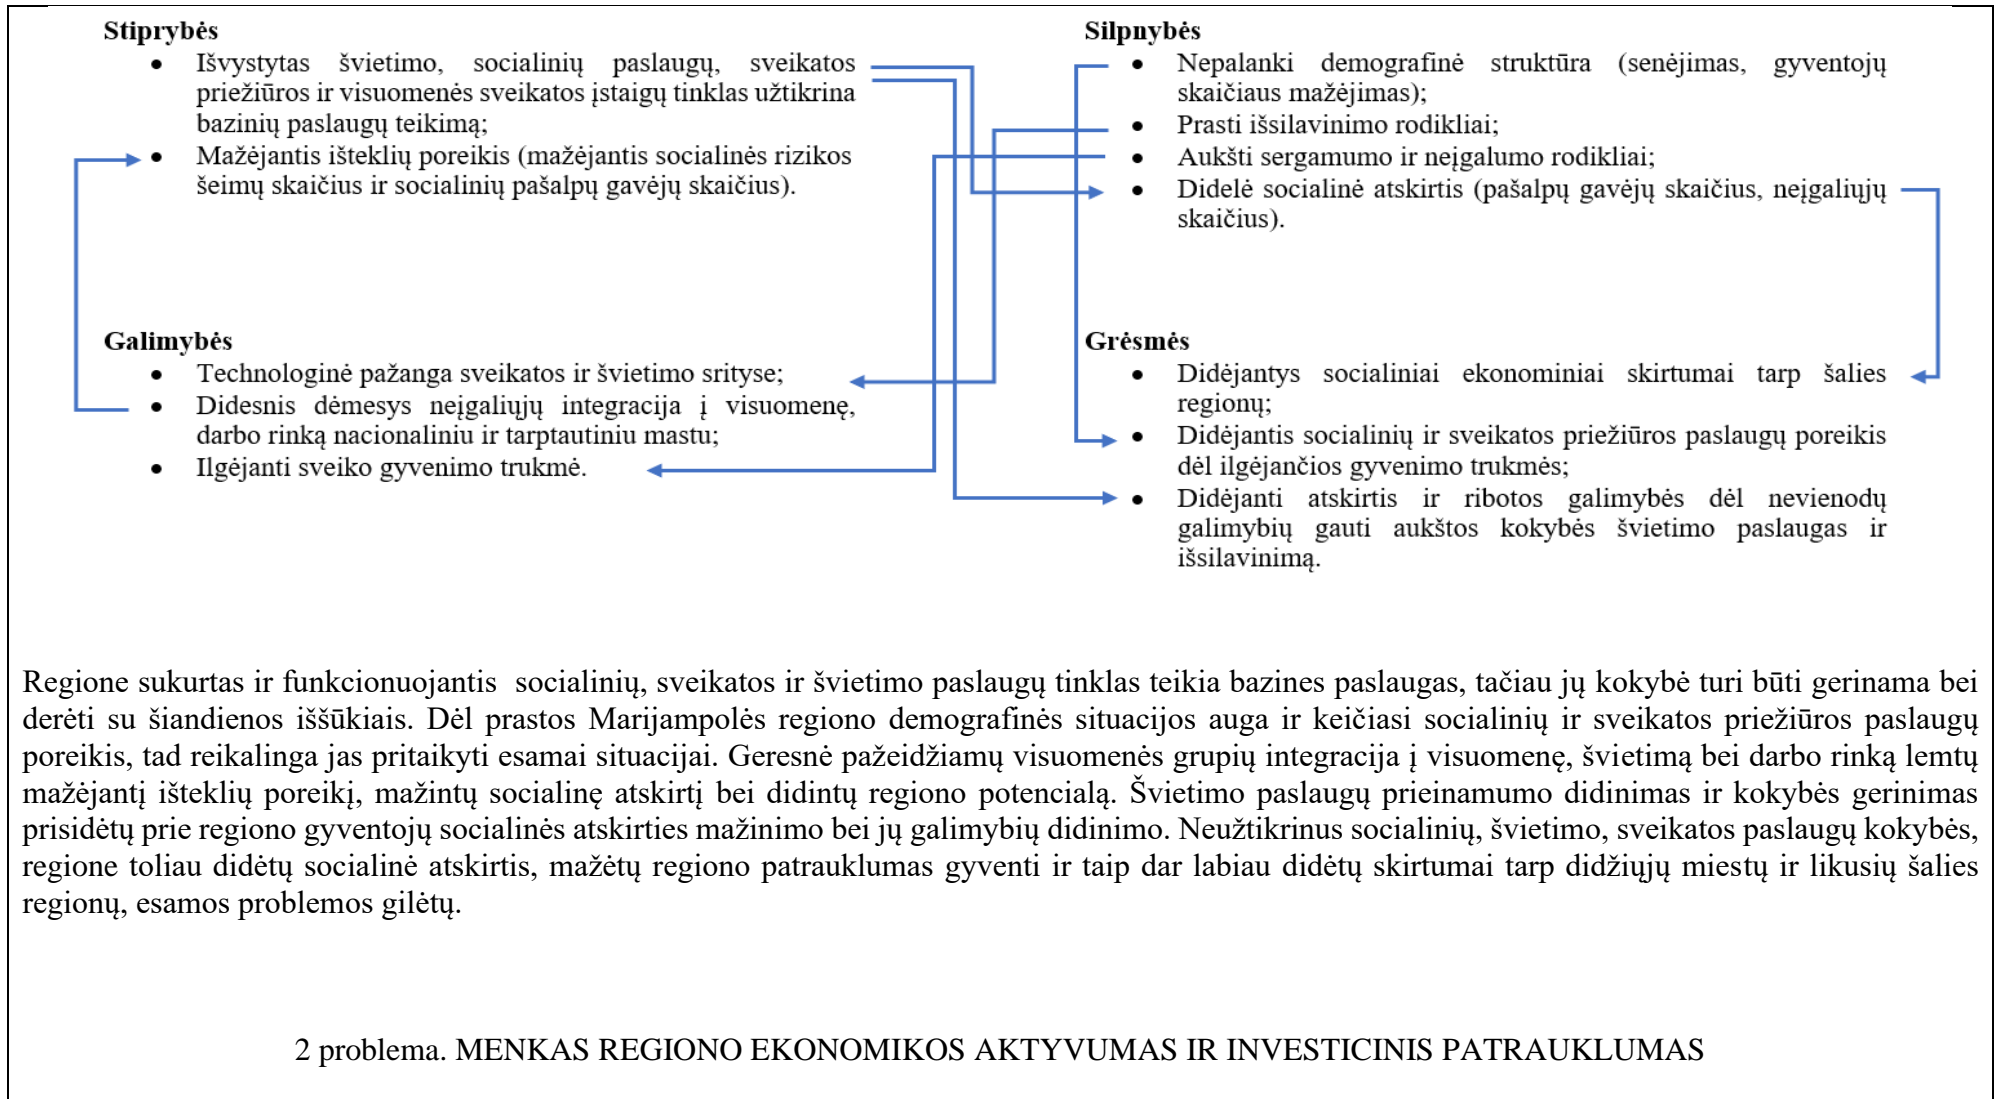 Stiprybės
• Išvystytas švietimo, socialinių paslaugų, sveikatos
priežiūros ir visuomenės sveikatos įstaigų tinklas užtikrina
bazinių paslaugų teikimą;
• Mažėjantis išteklių poreikis (mažėjantis socialinės rizikos
šeimų skaičius ir socialinių pašalpų gavėjų skaičius).
Silpnybės
• Nepalanki demografinė struktūra (senėjimas, gyventojų
skaičiaus mažėjimas);
• Prasti išsilavinimo rodikliai;
• Aukšti sergamumo ir neįgalumo rodikliai;
• Didelė socialinė atskirtis (pašalpų gavėjų skaičius, neįgaliųjų
skaičius).
Galimybės
• Technologinė pažanga sveikatos ir švietimo srityse;
• Didesnis dėmesys neįgaliųjų integracija į visuomenę,
darbo rinką nacionaliniu ir tarptautiniu mastu;
• Ilgėjanti sveiko gyvenimo trukmė.
Grėsmės
• Didėjantys socialiniai ekonominiai skirtumai tarp šalies
regionų;
• Didėjantis socialinių ir sveikatos priežiūros paslaugų poreikis
dėl ilgėjančios gyvenimo trukmės;
• Didėjanti atskirtis ir ribotos galimybės dėl nevienodų
galimybių gauti aukštos kokybės švietimo paslaugas ir
išsilavinimą.
Regione sukurtas ir funkcionuojantis socialinių, sveikatos ir švietimo paslaugų tinklas teikia bazines paslaugas, tačiau jų kokybė turi būti gerinama bei
derėti su šiandienos iššūkiais. Dėl prastos Marijampolės regiono demografinės situacijos auga ir keičiasi socialinių ir sveikatos priežiūros paslaugų
poreikis, tad reikalinga jas pritaikyti esamai situacijai. Geresnė pažeidžiamų visuomenės grupių integracija į visuomenę, švietimą bei darbo rinką lemtų
mažėjantį išteklių poreikį, mažintų socialinę atskirtį bei didintų regiono potencialą. Švietimo paslaugų prieinamumo didinimas ir kokybės gerinimas
prisidėtų prie regiono gyventojų socialinės atskirties mažinimo bei jų galimybių didinimo. Neužtikrinus socialinių, švietimo, sveikatos paslaugų kokybės,
regione toliau didėtų socialinė atskirtis, mažėtų regiono patrauklumas gyventi ir taip dar labiau didėtų skirtumai tarp didžiųjų miestų ir likusių šalies
regionų, esamos problemos gilėtų.
2 problema. MENKAS REGIONO EKONOMIKOS AKTYVUMAS IR INVESTICINIS PATRAUKLUMAS